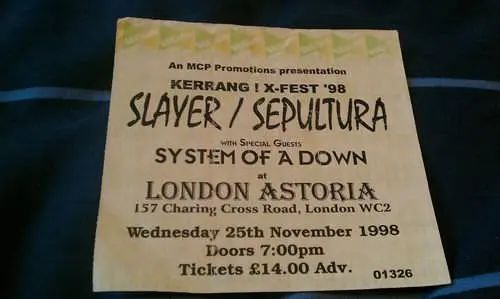 An MCP Promotions presentation
KERRANG ! X-FEST '98
SLAYER / SEPULTURA
WITH SPECIAL GUESTS
SYSTEM OF A DOWN
at
LONDON ASTORIA
157 Charing Cross Road, London WC2
Wednesday 25th November 1998
Doors 7:00pm
Tickets £14.00 Adv.
01326